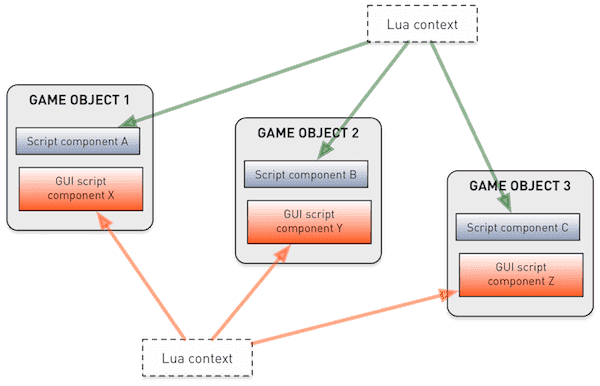 Lua context
GAME OBJECT 1
Script component A
GUI script
component X
GAME OBJECT 2
Script component B
GUI script
component Y
GAME OBJECT 3
Script component C
GUI script
component Z
Lua context